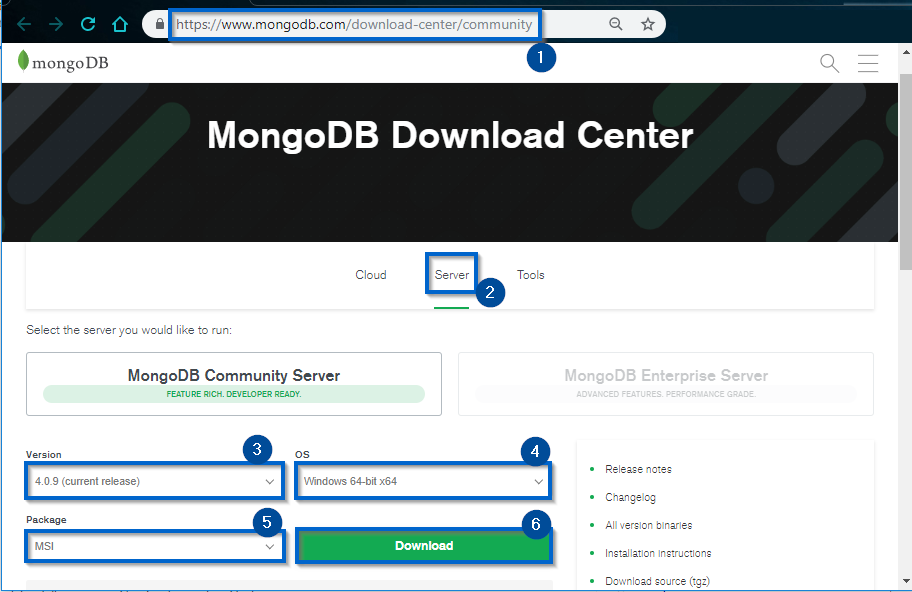 https://www.mongodb.com/download-center/community
1
mongoDB
MongoDB Download Center
Cloud
Server
Tools
2
Select the server you would like to run:
MongoDB Community Server
FEATURE RICH. DEVELOPER READY.
MongoDB Enterprise Server
ADVANCED FEATURES. PERFORMANCE GRADE.
Version
3
OS
4
4.0.9 (current release)
Windows 64-bit x64
Package
5
6
MSI
Download
Release notes
Changelog
All version binaries
Installation instructions
Download source (tgz)